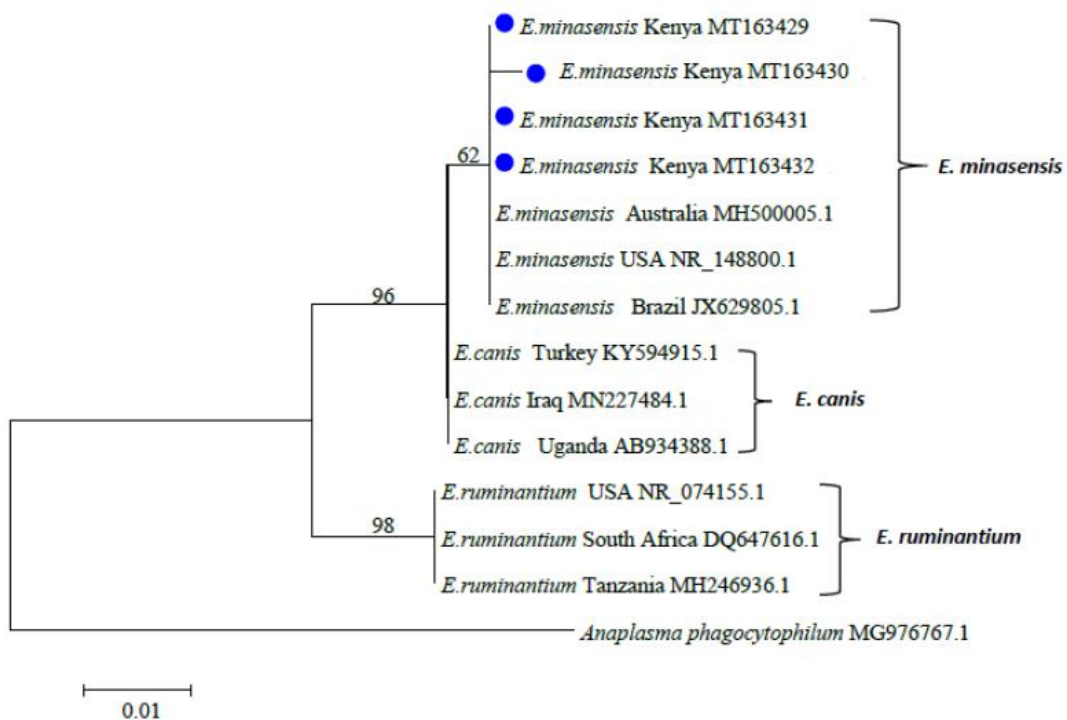 E.minasensis Kenya MT163429
E.minasensis Kenya MT163430
E.minasensis Kenya MT163431
62
E.minasensis Kenya MT163432
E. minasensis
E.minasensis Australia MH500005.1
E.minasensis USA NR_148800.1
96
E.minasensis Brazil JX629805.1
E.canis Turkey KY594915.1
E.canis Iraq MN227484.1
E. canis
E.canis Uganda AB934388.1
E.ruminantium USA NR_074155.1
98
E.ruminantium South Africa DQ647616.1
E. ruminantium
E.ruminantium Tanzania MH246936.1
Anaplasma phagocytophilum MG976767.1
0.01